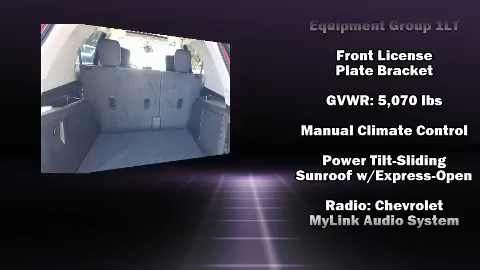 Equipment Group 1LT
Front License
Plate Bracket
GVWR: 5,070 lbs
Manual Climate Control
Power Tilt-Sliding
Sunroof w/Express-Open
Radio: Chevrolet
MyLink Audio System